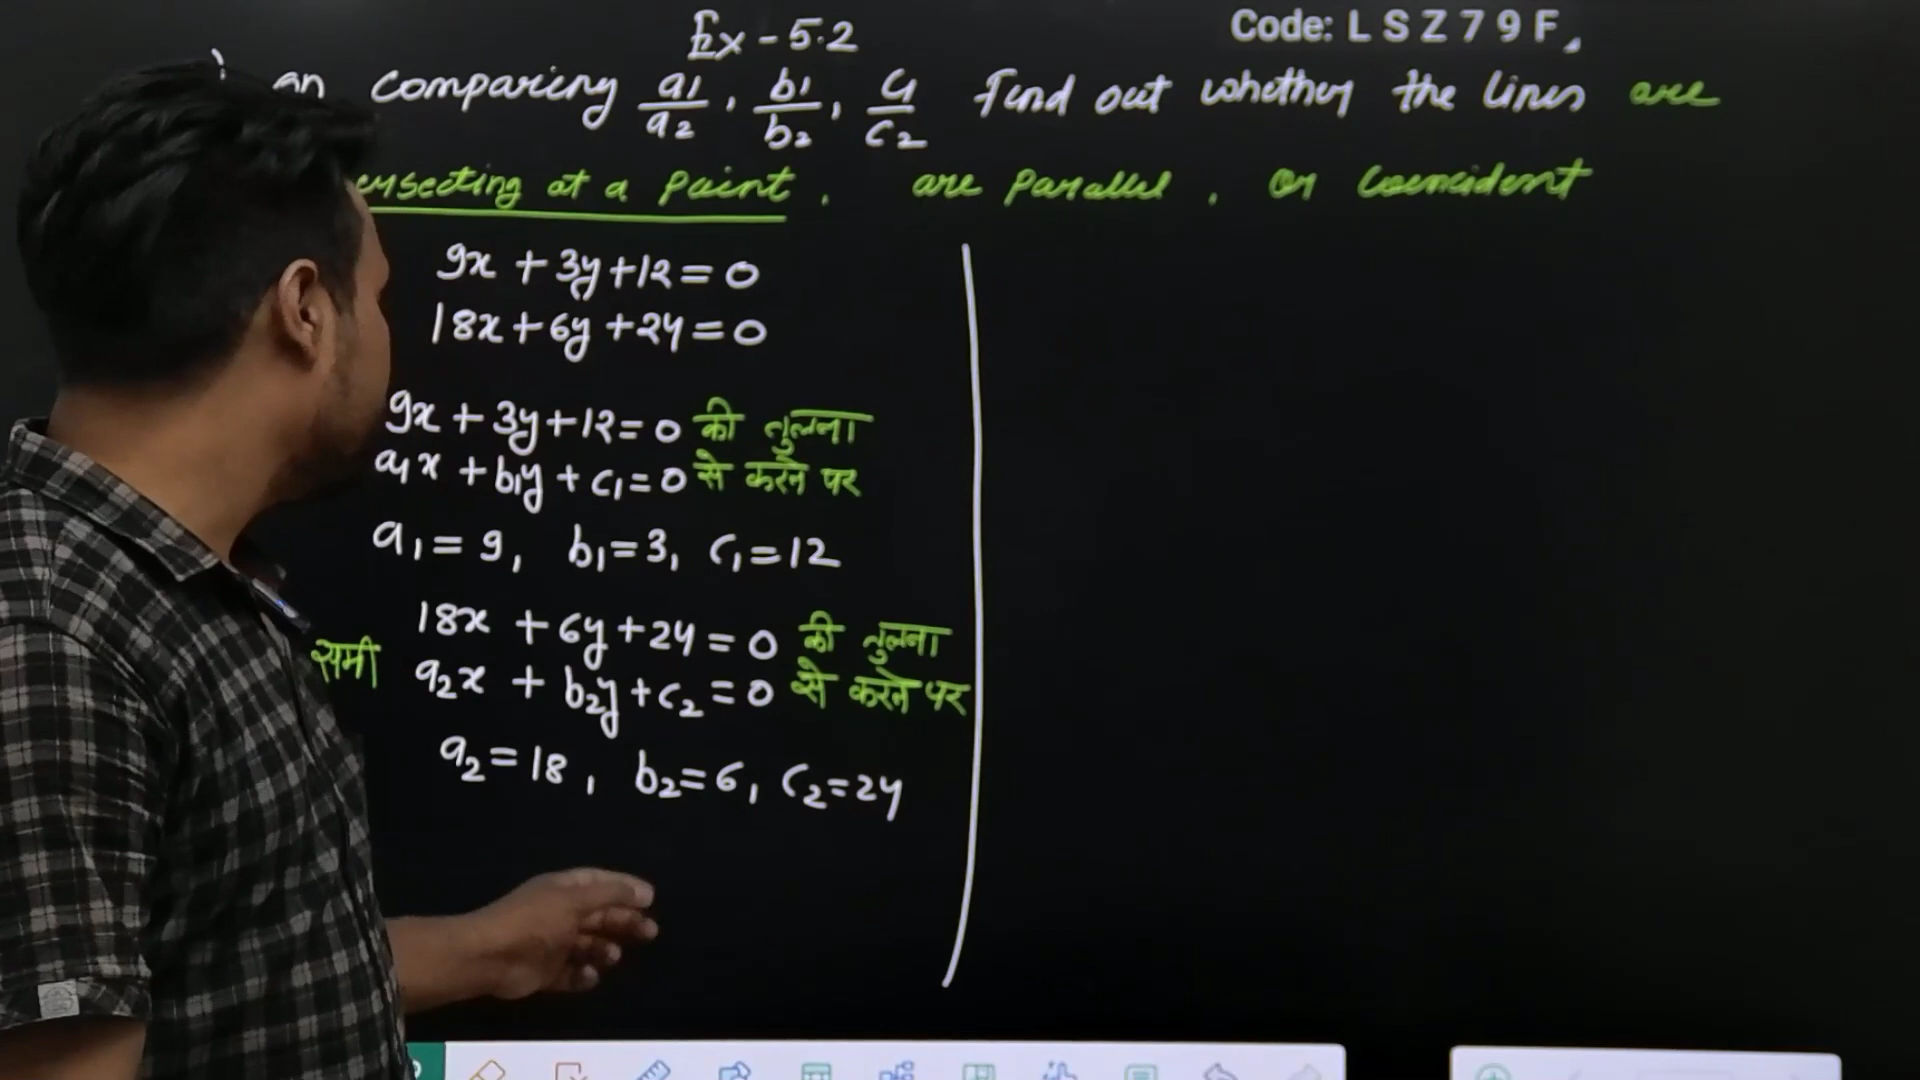 Ex - 5.2
Code: L S Z 7 9 F
on comparing a1/a2, b1/b2, c1/c2 Find out whether the lines are
at a Point, are Parallel, or Coencident
9x + 3y + 12 = 0
18x + 6y + 24 = 0
9x + 3y + 12 = 0 की तुलना
a1x + b1y + c1 = 0 से करने पर
a1 = 9, b1 = 3, c1 = 12
18x + 6y + 24 = 0 की तुलना
समी a2x + b2y + c2 = 0 से करने पर
a2 = 18, b2 = 6, c2 = 24